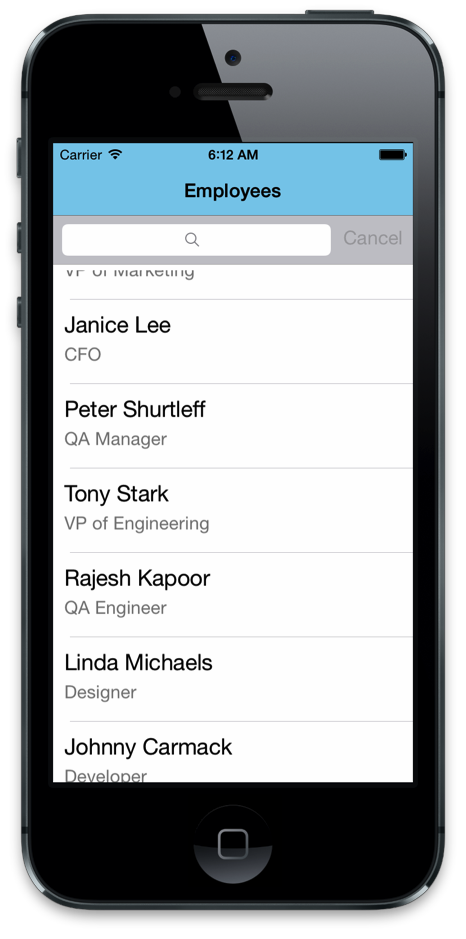 Carrier 6:12 AM
Employees
Cancel
VP of Marketing
Janice Lee
CFO
Peter Shurtleff
QA Manager
Tony Stark
VP of Engineering
Rajesh Kapoor
QA Engineer
Linda Michaels
Designer
Johnny Carmack
Developer